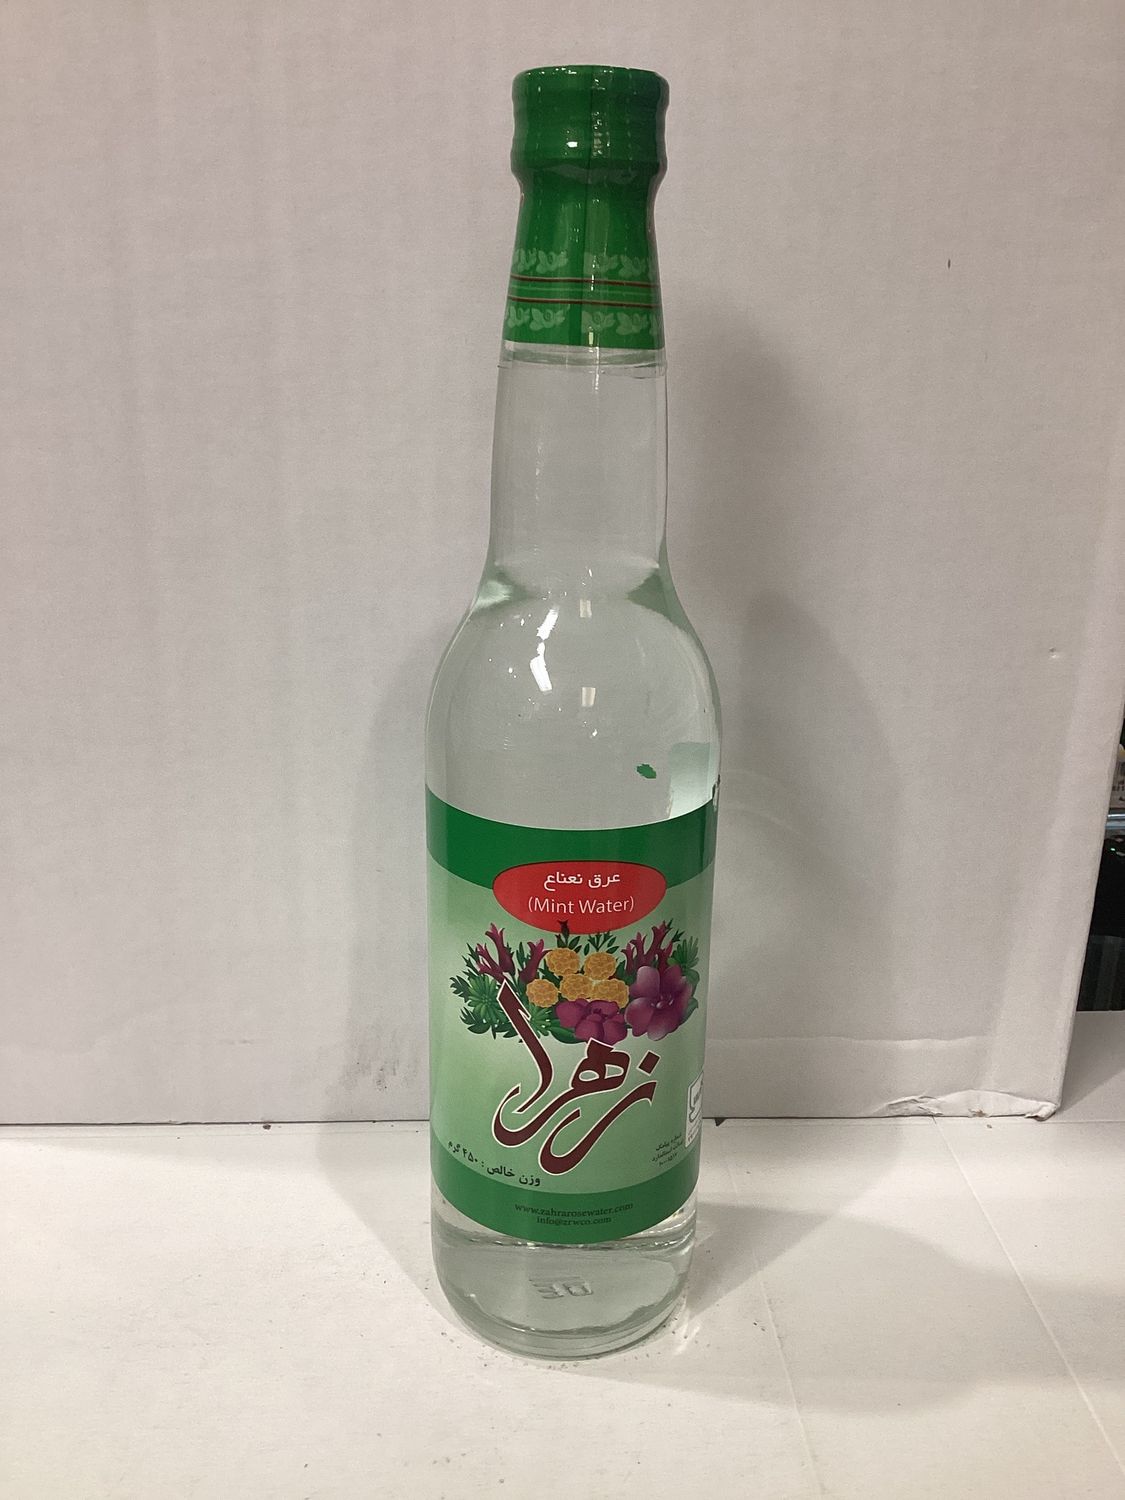 عرق نعناع
(Mint Water)
زهرا
وزن خالص : ۴۵۰ گرم
www.zahrarosewater.com
info@zrwco.com